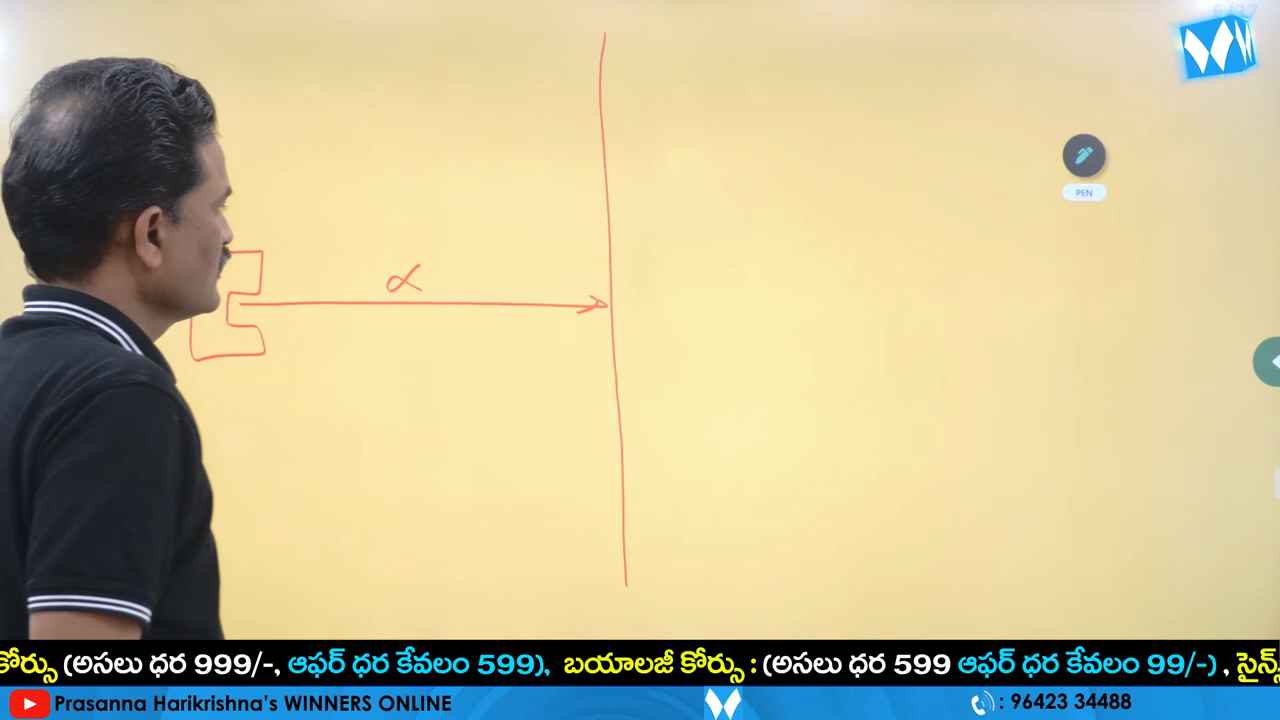 α
PEN
కోర్సు (అసలు ధర 999/-, ఆఫర్ ధర కేవలం 599), బయాలజీ కోర్సు : (అసలు ధర 599 ఆఫర్ ధర కేవలం 99/-) , సైన్స్
Prasanna Harikrishna's WINNERS ONLINE
: 96423 34488